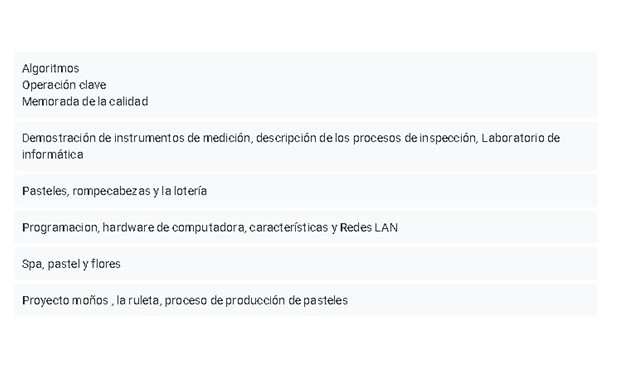 Algoritmos
Operación clave
Memorada de la calidad
Demostración de instrumentos de medición, descripción de los procesos de inspección, Laboratorio de
informática
Pasteles, rompecabezas y la lotería
Programacion, hardware de computadora, características y Redes LAN
Spa, pastel y flores
Proyecto moños , la ruleta, proceso de producción de pasteles